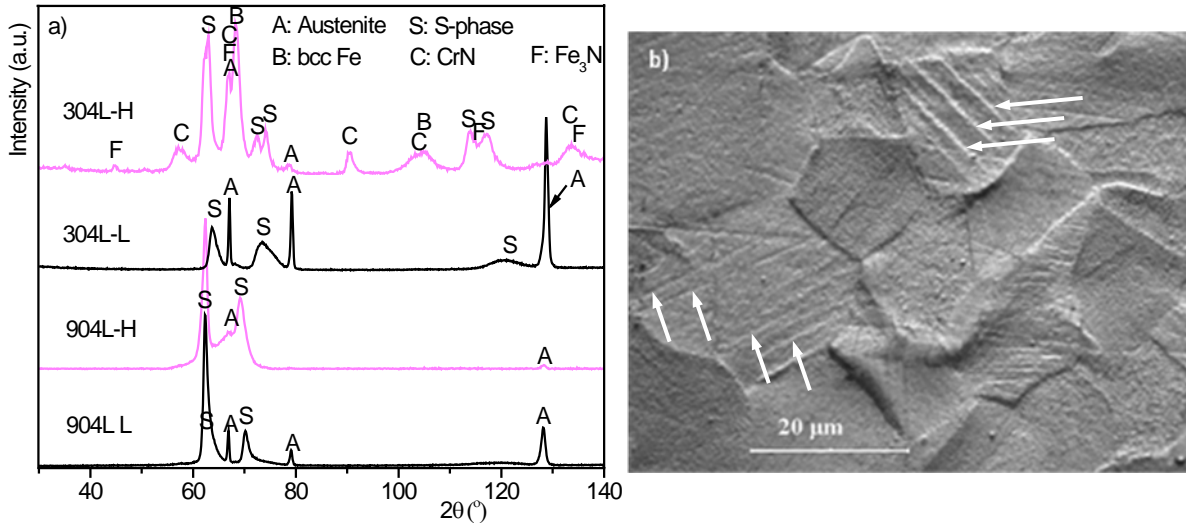 a)
A: Austenite S: S-phase
B: bcc Fe C: CrN F: Fe3N
Intensity (a.u.)
304L-H
F C S C F A B S S A C B C S F S C F
304L-L
S A S A S A
904L-H
S A S A
904L L
S A S A A
40 60 80 100 120 140
2θ (°)
b)
20 μm